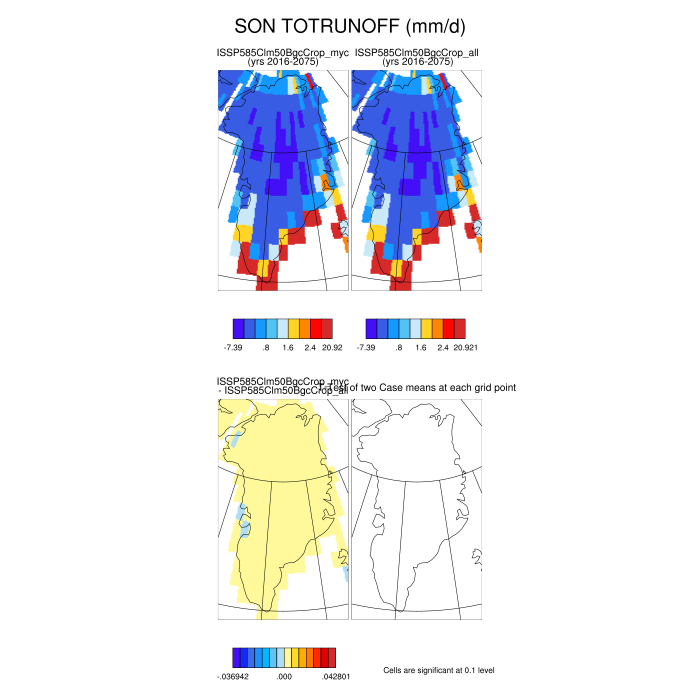 SON TOTRUNOFF (mm/d)
ISSP585Clm50BgcCrop_myc ISSP585Clm50BgcCrop_all
(yrs 2016-2075) (yrs 2016-2075)
-7.39 .8 1.6 2.4 20.92 -7.39 .8 1.6 2.4 20.921
ISSP585Clm50BgcCrop_myc
- ISSP585Clm50BgcCrop_all
T-Test of two Case means at each grid point
-.036942 .000 .042801
Cells are significant at 0.1 level